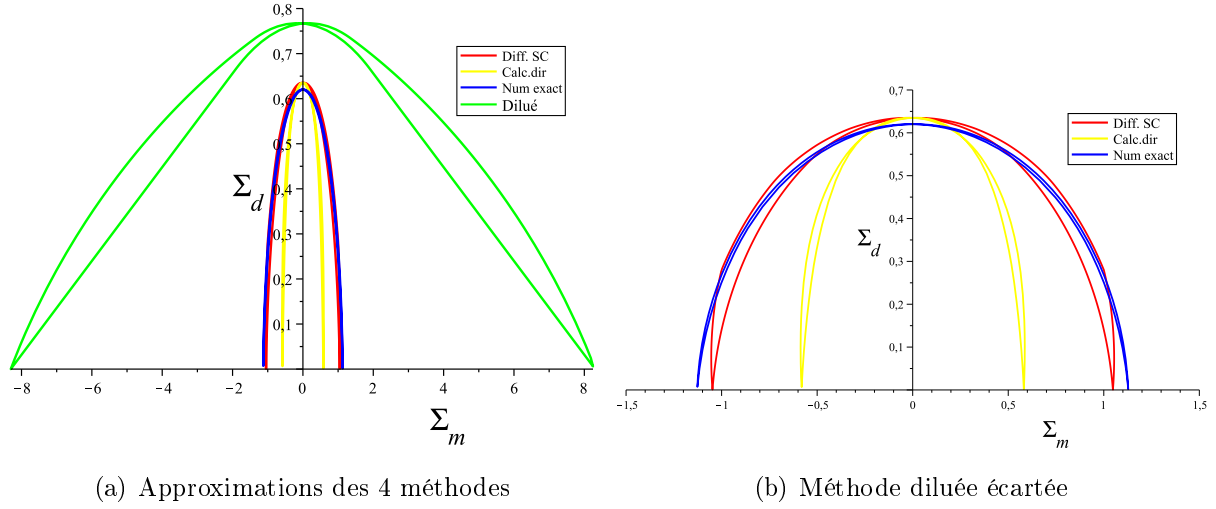 0,8
0,7
0,6
0,5
0,4
0,3
0,2
0,1
Σd
−8
−6
−4
−2
0
2
4
6
8
Σm
Diff. SC
Calc.dir
Num exact
Dilué
(a) Approximations des 4 méthodes
0,7
0,6
0,5
0,4
0,3
0,2
0,1
Σd
−1,5
−1
−0,5
0
0,5
1
1,5
Σm
Diff. SC
Calc.dir
Num exact
(b) Méthode diluée écartée